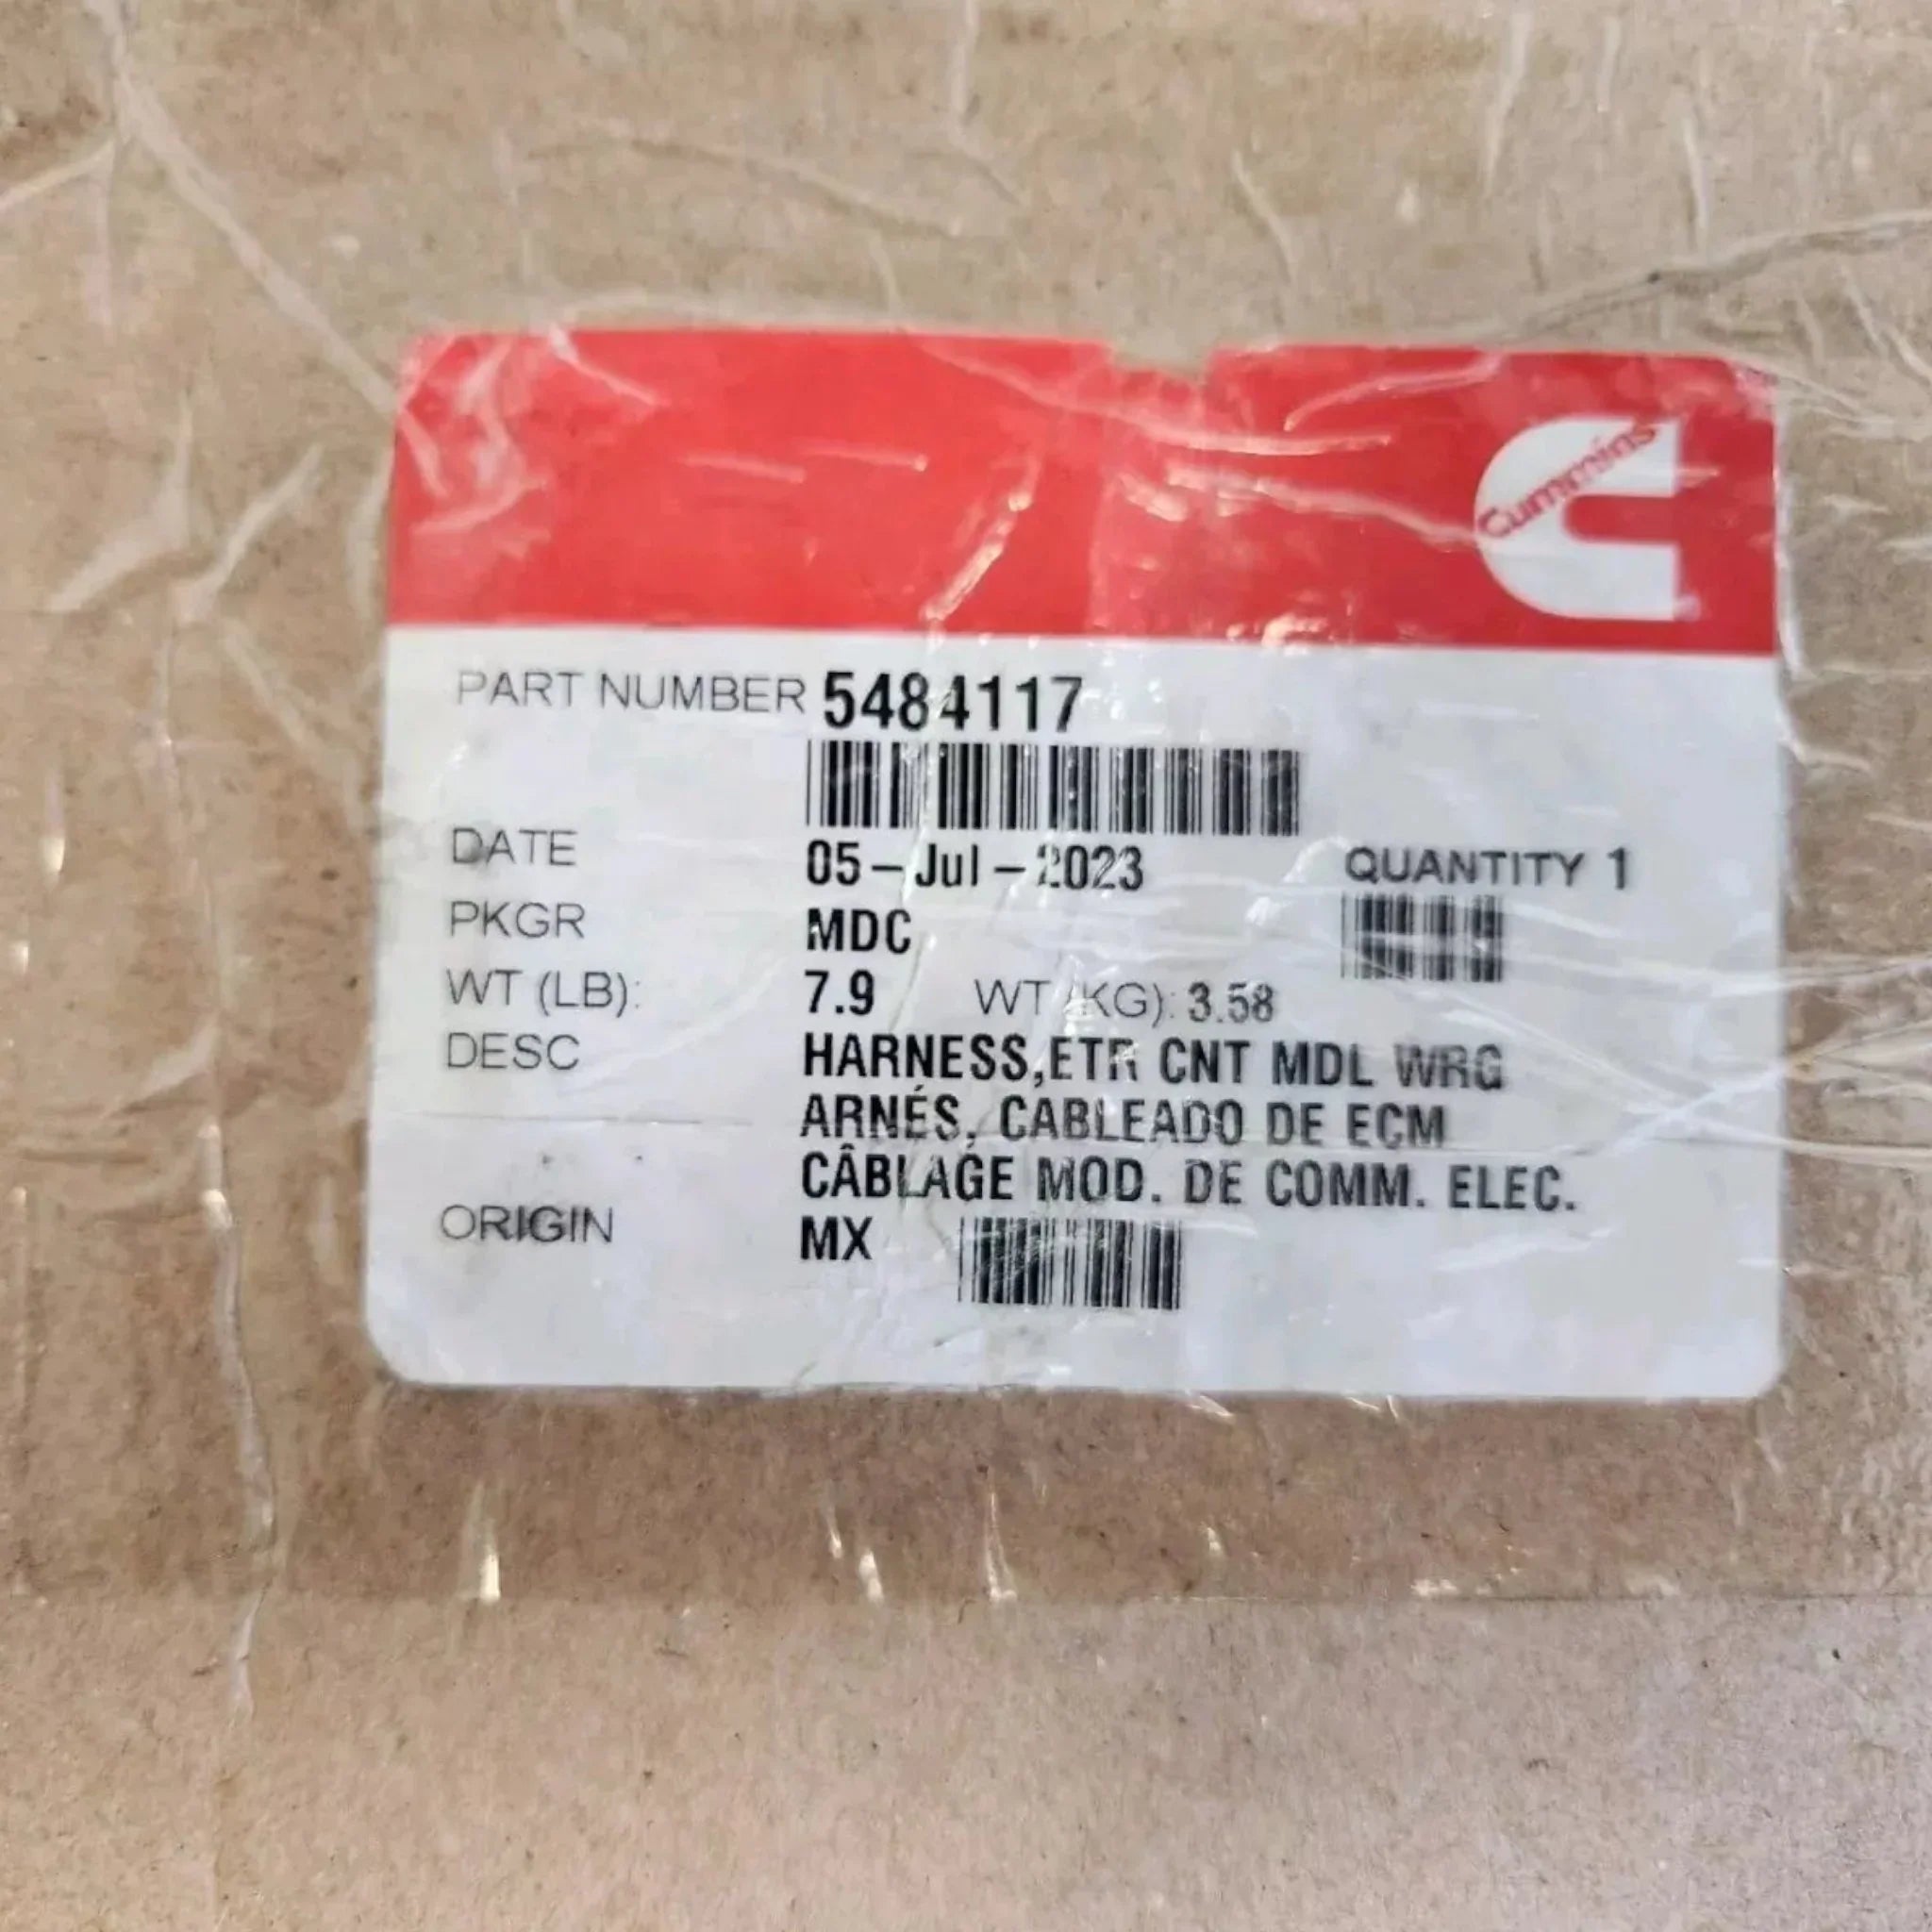 Cummins
PART NUMBER 5484117
DATE 05-Jul-2023 QUANTITY 1
PKGR MDC
WT (LB): 7.9 WT (KG): 3.58
DESC HARNESS,ETR CNT MDL WRG
ARNÉS, CABLEADO DE ECM
CÂBLAGE MOD. DE COMM. ELEC.
ORIGIN MX